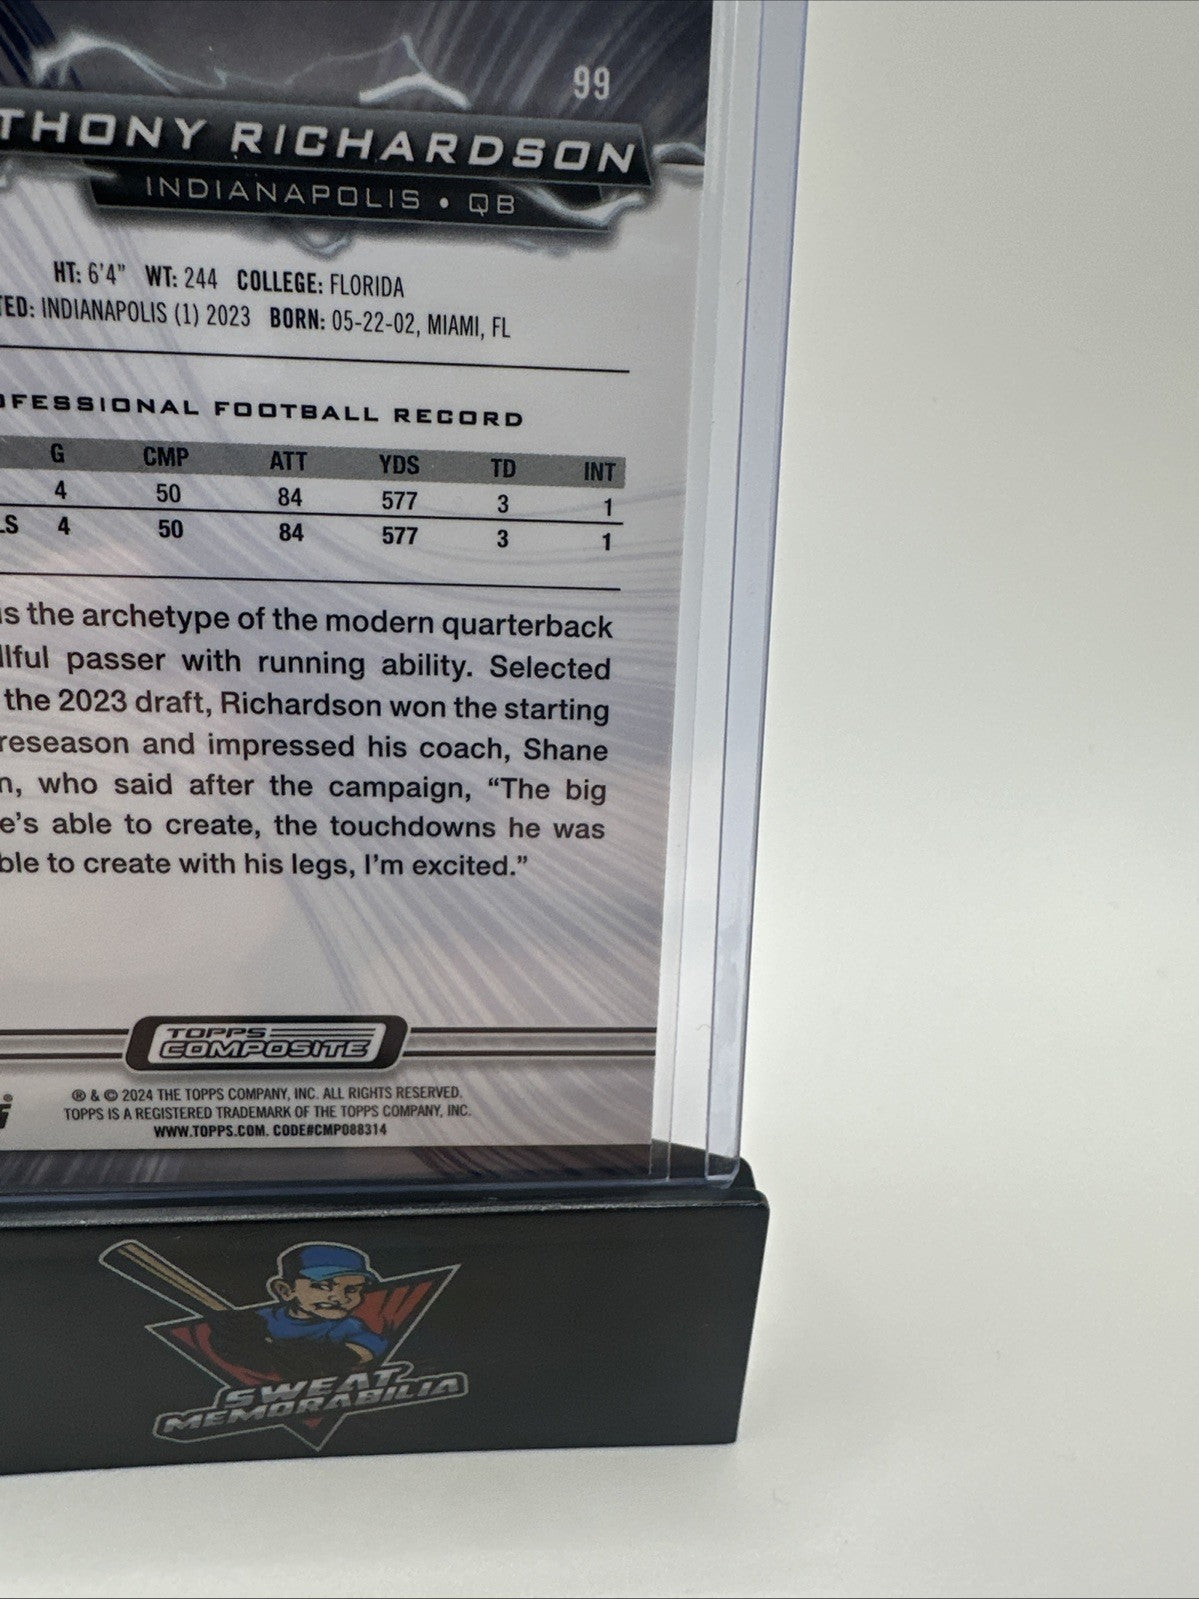 99
THONY RICHARDSON
INDIANAPOLIS • QB
HT: 6'4" WT: 244 COLLEGE: FLORIDA
TED: INDIANAPOLIS (1) 2023 BORN: 05-22-02, MIAMI, FL
OFESSIONAL FOOTBALL RECORD
G CMP ATT YDS TD INT
4 50 84 577 3 1
LS 4 50 84 577 3 1
is the archetype of the modern quarterback
llful passer with running ability. Selected
the 2023 draft, Richardson won the starting
reseason and impressed his coach, Shane
n, who said after the campaign, “The big
e’s able to create, the touchdowns he was
ble to create with his legs, I’m excited.”
TOPPS
COMPOSITE
® & © 2024 THE TOPPS COMPANY, INC. ALL RIGHTS RESERVED.
TOPPS IS A REGISTERED TRADEMARK OF THE TOPPS COMPANY, INC.
WWW.TOPPS.COM. CODE#CMP088314
SWEAT
MEMORABILIA